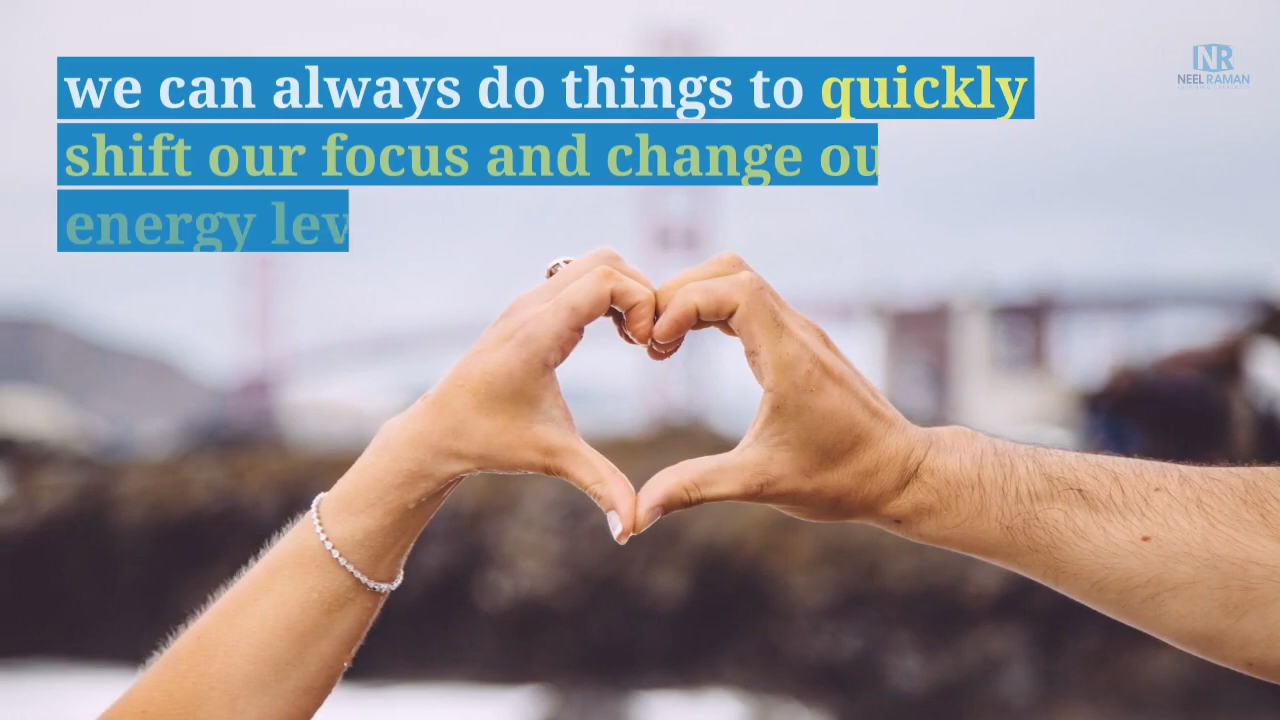 we can always do things to quickly
shift our focus and change ou
energy lev
NR
NEEL RAMAN